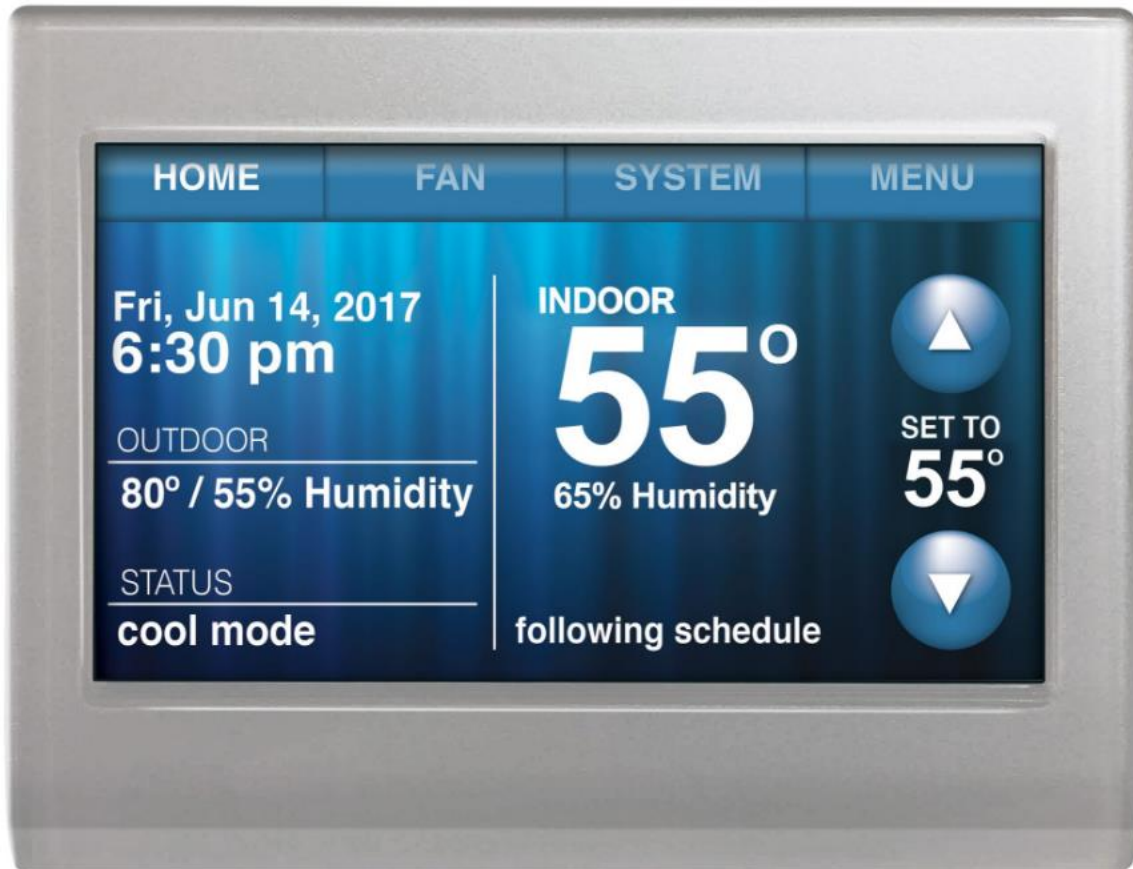 HOME FAN SYSTEM MENU
Fri, Jun 14, 2017
6:30 pm
OUTDOOR
80° / 55% Humidity
STATUS
cool mode
INDOOR
55°
65% Humidity
following schedule
SET TO
55°